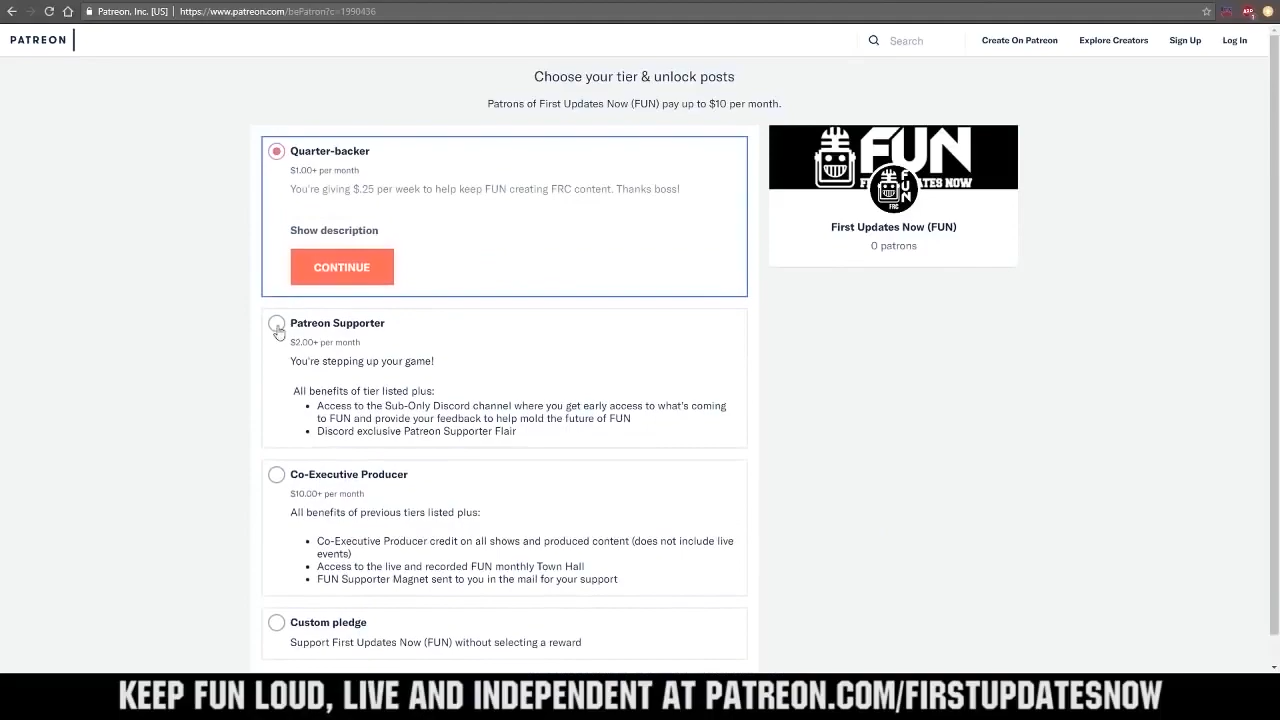 Patreon, Inc. [US] | https://www.patreon.com/bePatron?c=1990436
PATREON
Search
Create On Patreon
Explore Creators
Sign Up
Log In
Choose your tier & unlock posts
Patrons of First Updates Now (FUN) pay up to $10 per month.
Quarter-backer
$1.00+ per month
You're giving $.25 per week to help keep FUN creating FRC content. Thanks boss!
Show description
CONTINUE
Patreon Supporter
$2.00+ per month
You're stepping up your game!
All benefits of tier listed plus:
• Access to the Sub-Only Discord channel where you get early access to what's coming
to FUN and provide your feedback to help mold the future of FUN
• Discord exclusive Patreon Supporter Flair
Co-Executive Producer
$10.00+ per month
All benefits of previous tiers listed plus:
• Co-Executive Producer credit on all shows and produced content (does not include live
events)
• Access to the live and recorded FUN monthly Town Hall
• FUN Supporter Magnet sent to you in the mail for your support
Custom pledge
Support First Updates Now (FUN) without selecting a reward
FUN
FUN
FRC
First Updates Now (FUN)
0 patrons
KEEP FUN LOUD, LIVE AND INDEPENDENT AT PATREON.COM/FIRSTUPDATESNOW